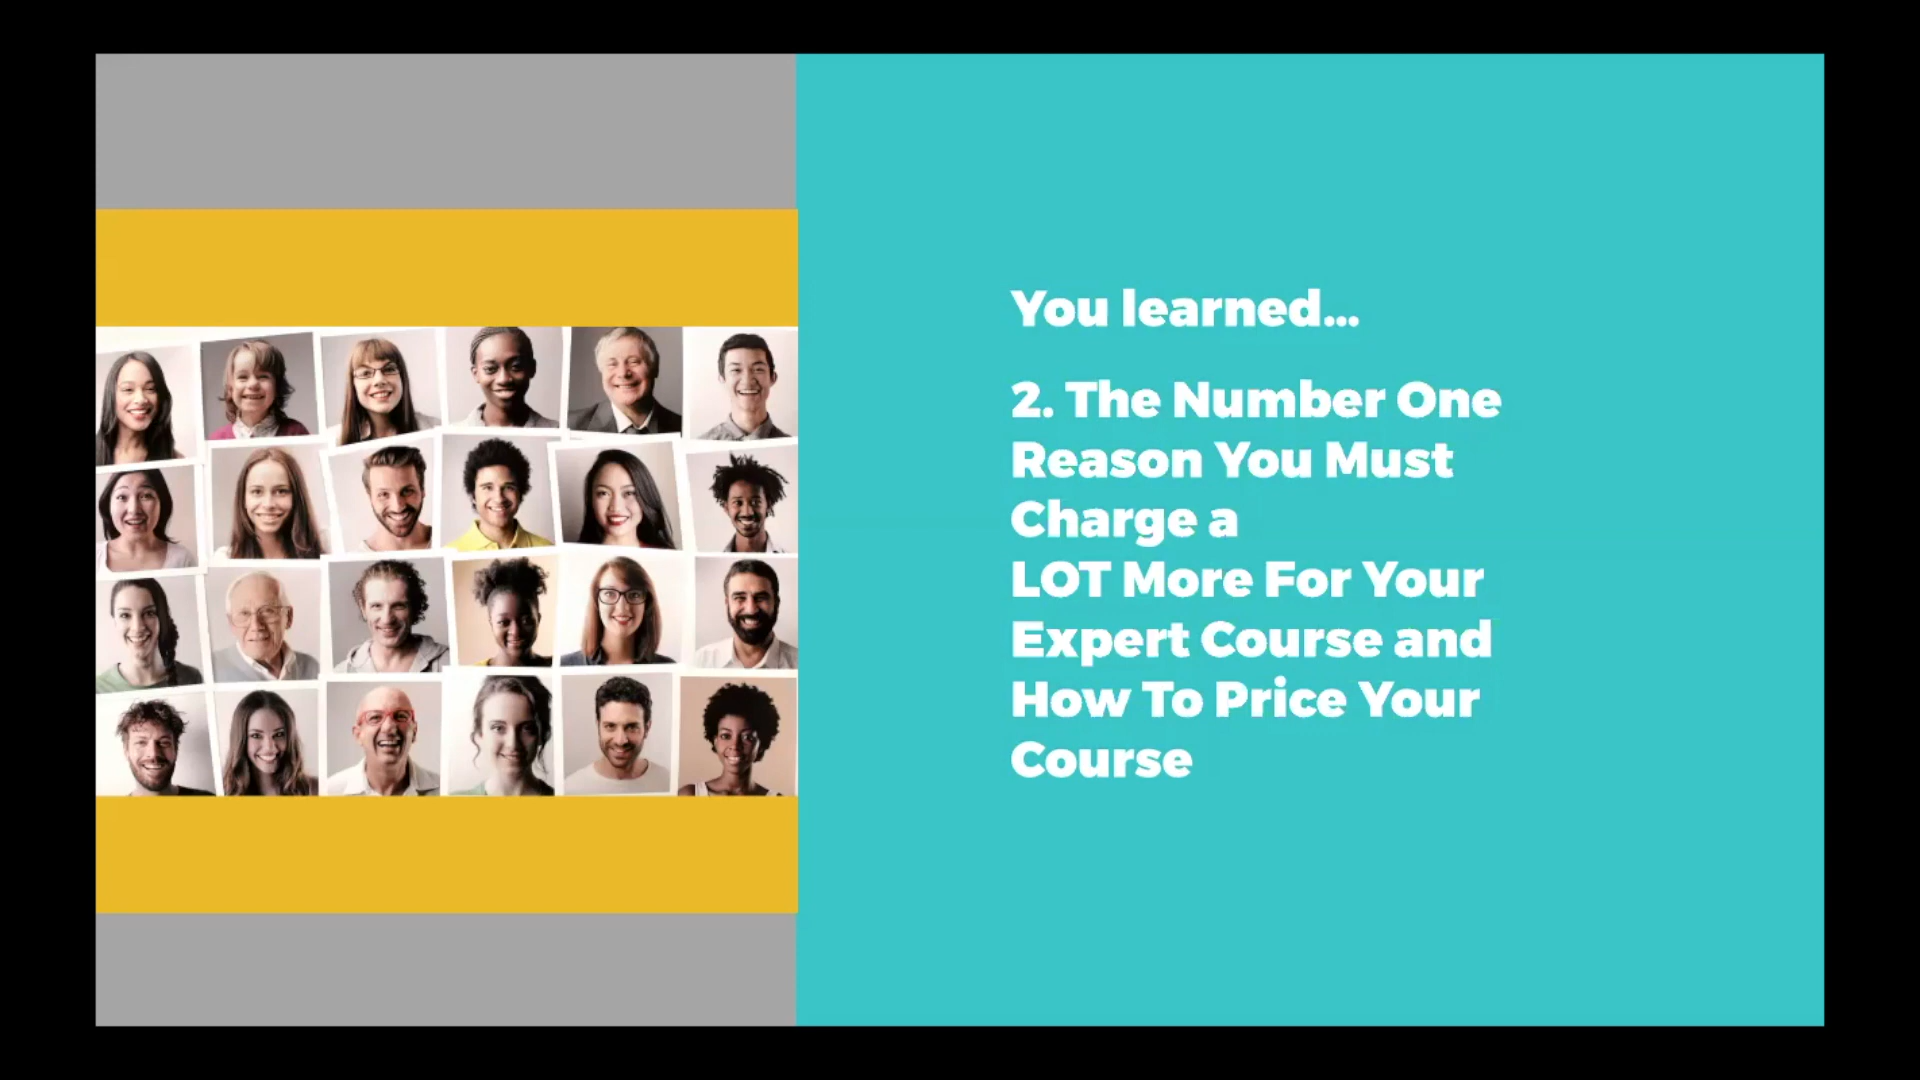 You learned...
2. The Number One
Reason You Must
Charge a
LOT More For Your
Expert Course and
How To Price Your
Course